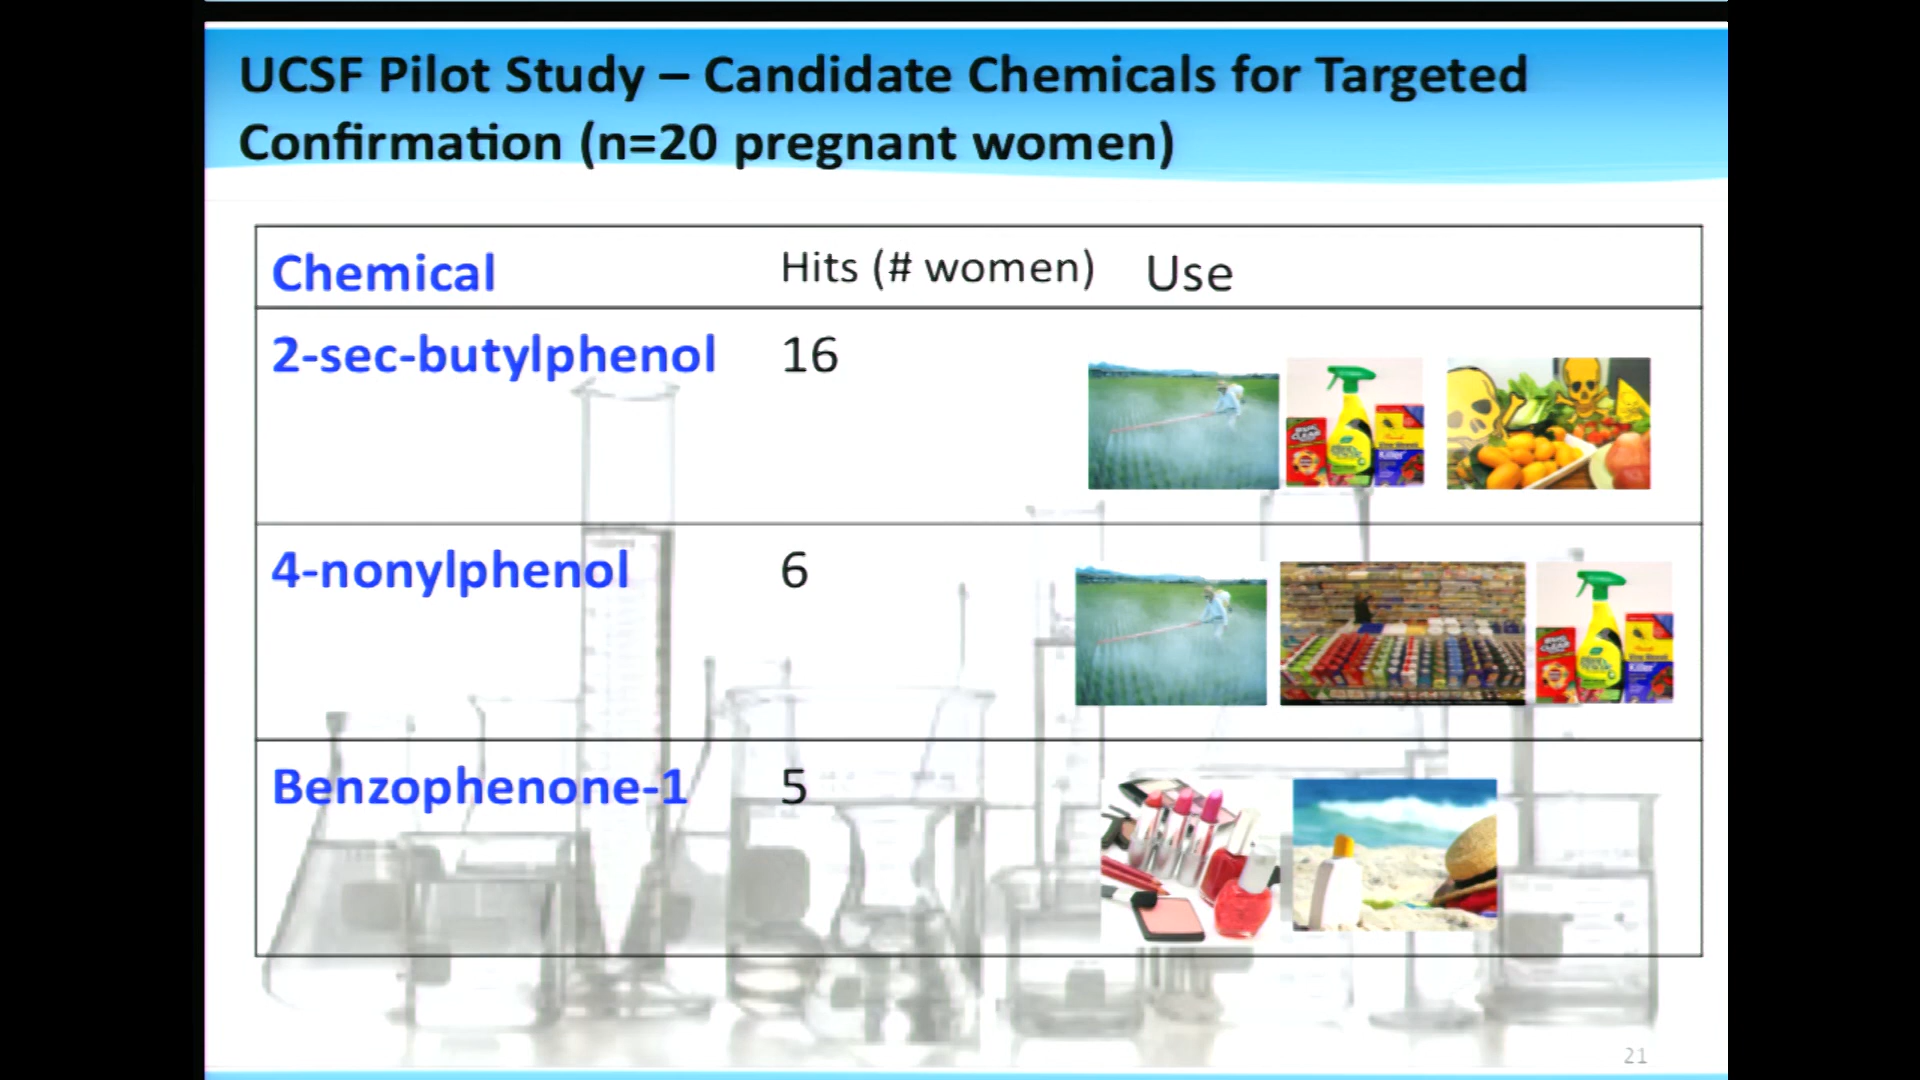 UCSF Pilot Study – Candidate Chemicals for Targeted
Confirmation (n=20 pregnant women)
Chemical Hits (# women) Use
2-sec-butylphenol 16
4-nonylphenol 6
Benzophenone-1 5
21